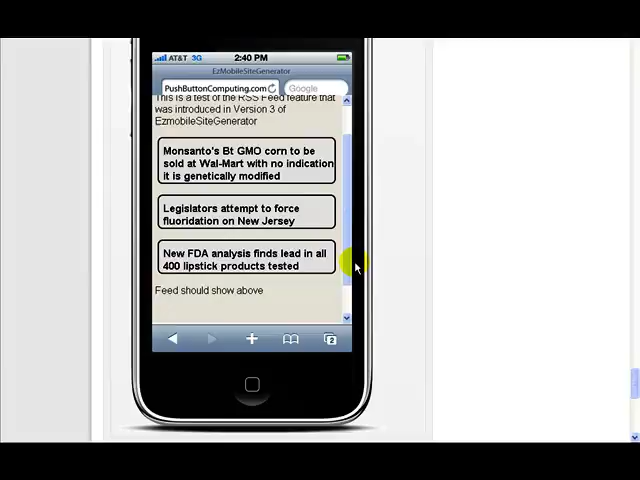 AT&T 3G 2:40 PM
EzMobileSiteGenerator
PushButtonComputing.com Google
This is a test of the RSS Feed feature that
was introduced in Version 3 of
EzmobileSiteGenerator
Monsanto's Bt GMO corn to be
sold at Wal-Mart with no indication
it is genetically modified
Legislators attempt to force
fluoridation on New Jersey
New FDA analysis finds lead in all
400 lipstick products tested
Feed should show above
2